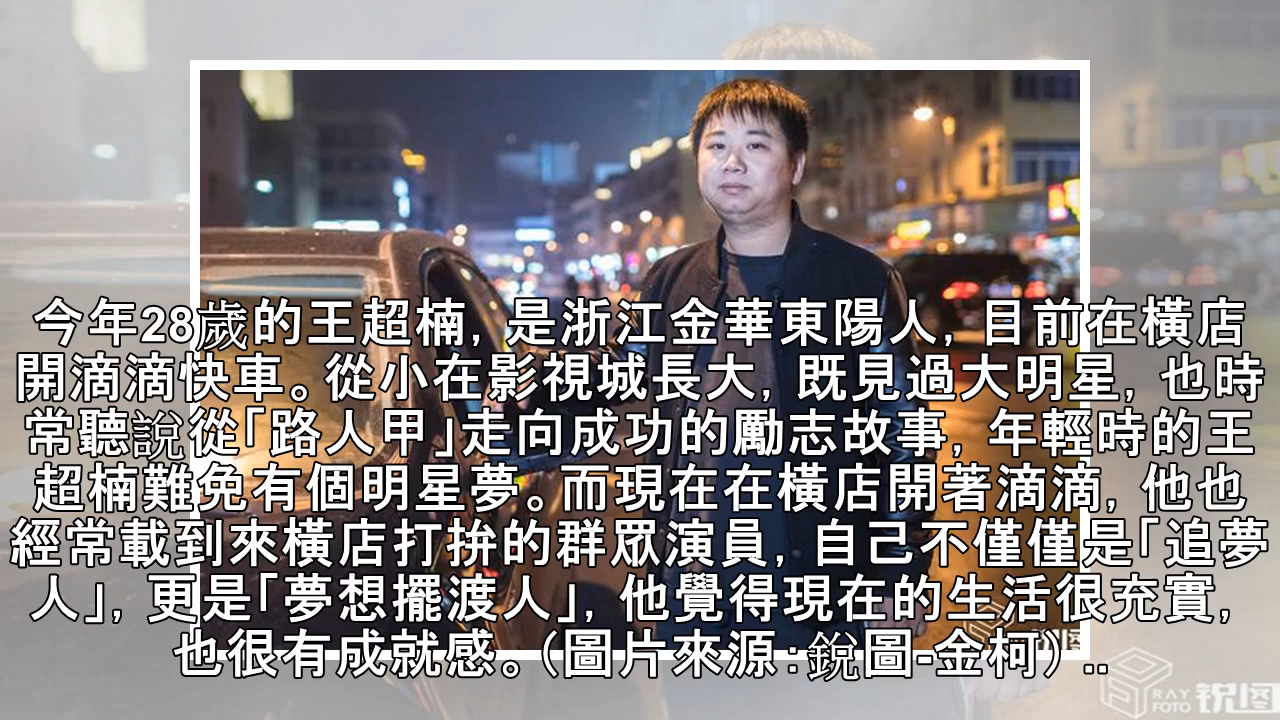 今年28歲的王超楠, 是浙江金華東陽人, 目前在橫店
開滴滴快車。從小在影視城長大, 既見過大明星, 也時
常聽說從「路人甲」走向成功的勵志故事, 年輕時的王
超楠難免有個明星夢。而現在在橫店開著滴滴, 他也
經常載到來橫店打拚的群眾演員, 自己不僅僅是「追夢
人」, 更是「夢想擺渡人」, 他覺得現在的生活很充實,
也很有成就感。(圖片來源:銳圖-金柯) ..
RAY
FOTO
锐图